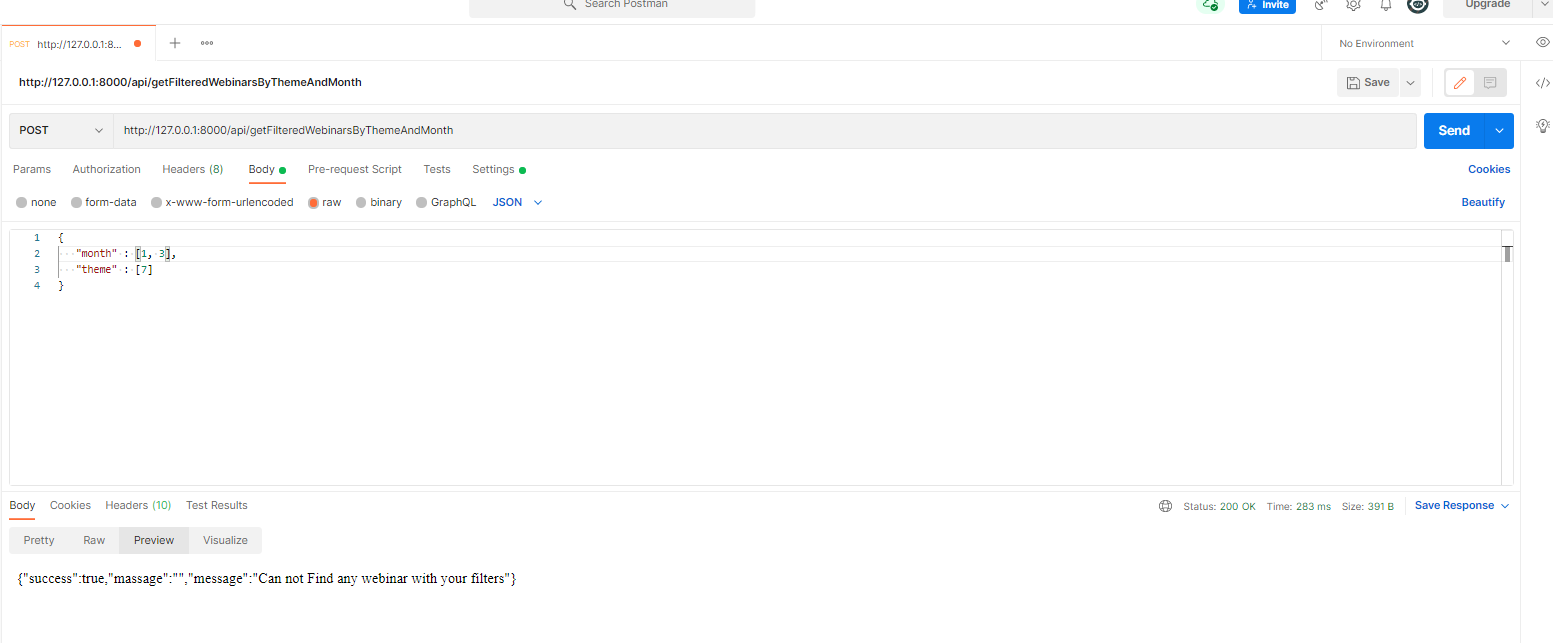 Search Postman
Invite
Upgrade
POST http://127.0.0.1:8...
No Environment
http://127.0.0.1:8000/api/getFilteredWebinarsByThemeAndMonth
Save
POST http://127.0.0.1:8000/api/getFilteredWebinarsByThemeAndMonth
Send
Params Authorization Headers (8) Body Pre-request Script Tests Settings
Cookies
none form-data x-www-form-urlencoded raw binary GraphQL JSON
Beautify
1 {
2 "month" : [1, 3],
3 "theme" : [7]
4 }
Body Cookies Headers (10) Test Results
Status: 200 OK Time: 283 ms Size: 391 B Save Response
Pretty Raw Preview Visualize
{"success":true,"massage":"","message":"Can not Find any webinar with your filters"}